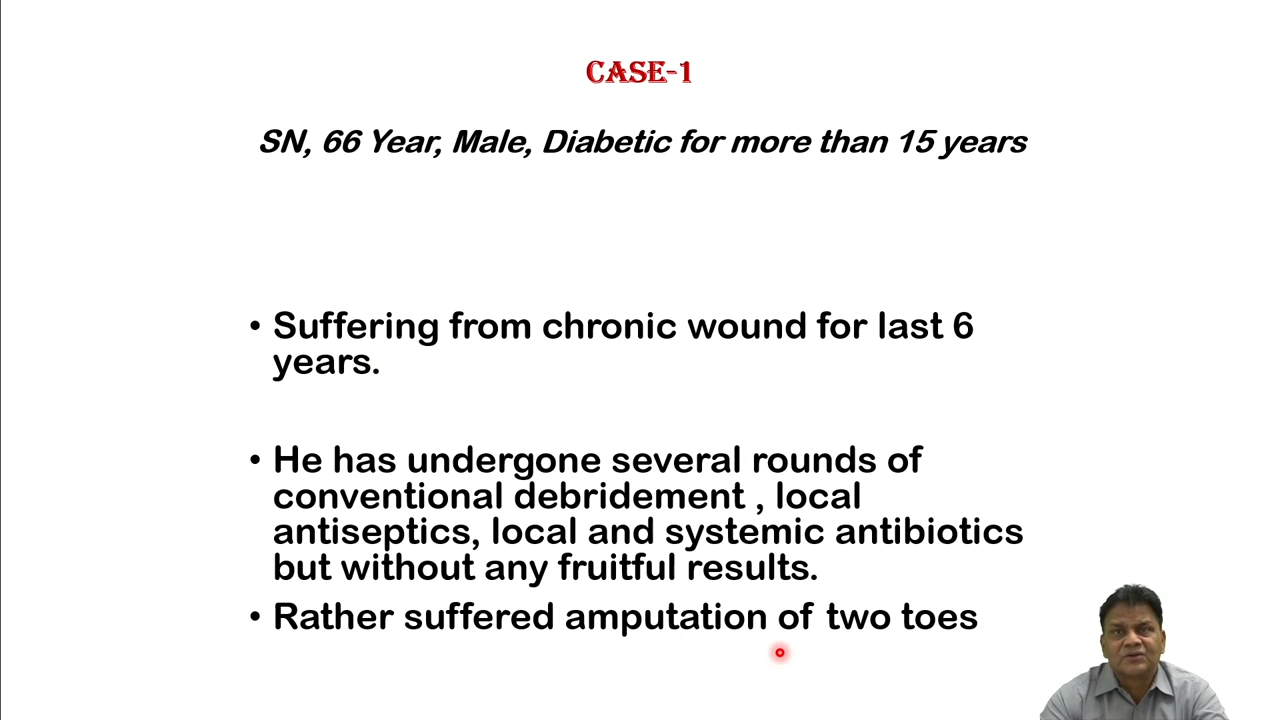 CASE-1
SN, 66 Year, Male, Diabetic for more than 15 years
• Suffering from chronic wound for last 6
years.
• He has undergone several rounds of
conventional debridement , local
antiseptics, local and systemic antibiotics
but without any fruitful results.
• Rather suffered amputation of two toes